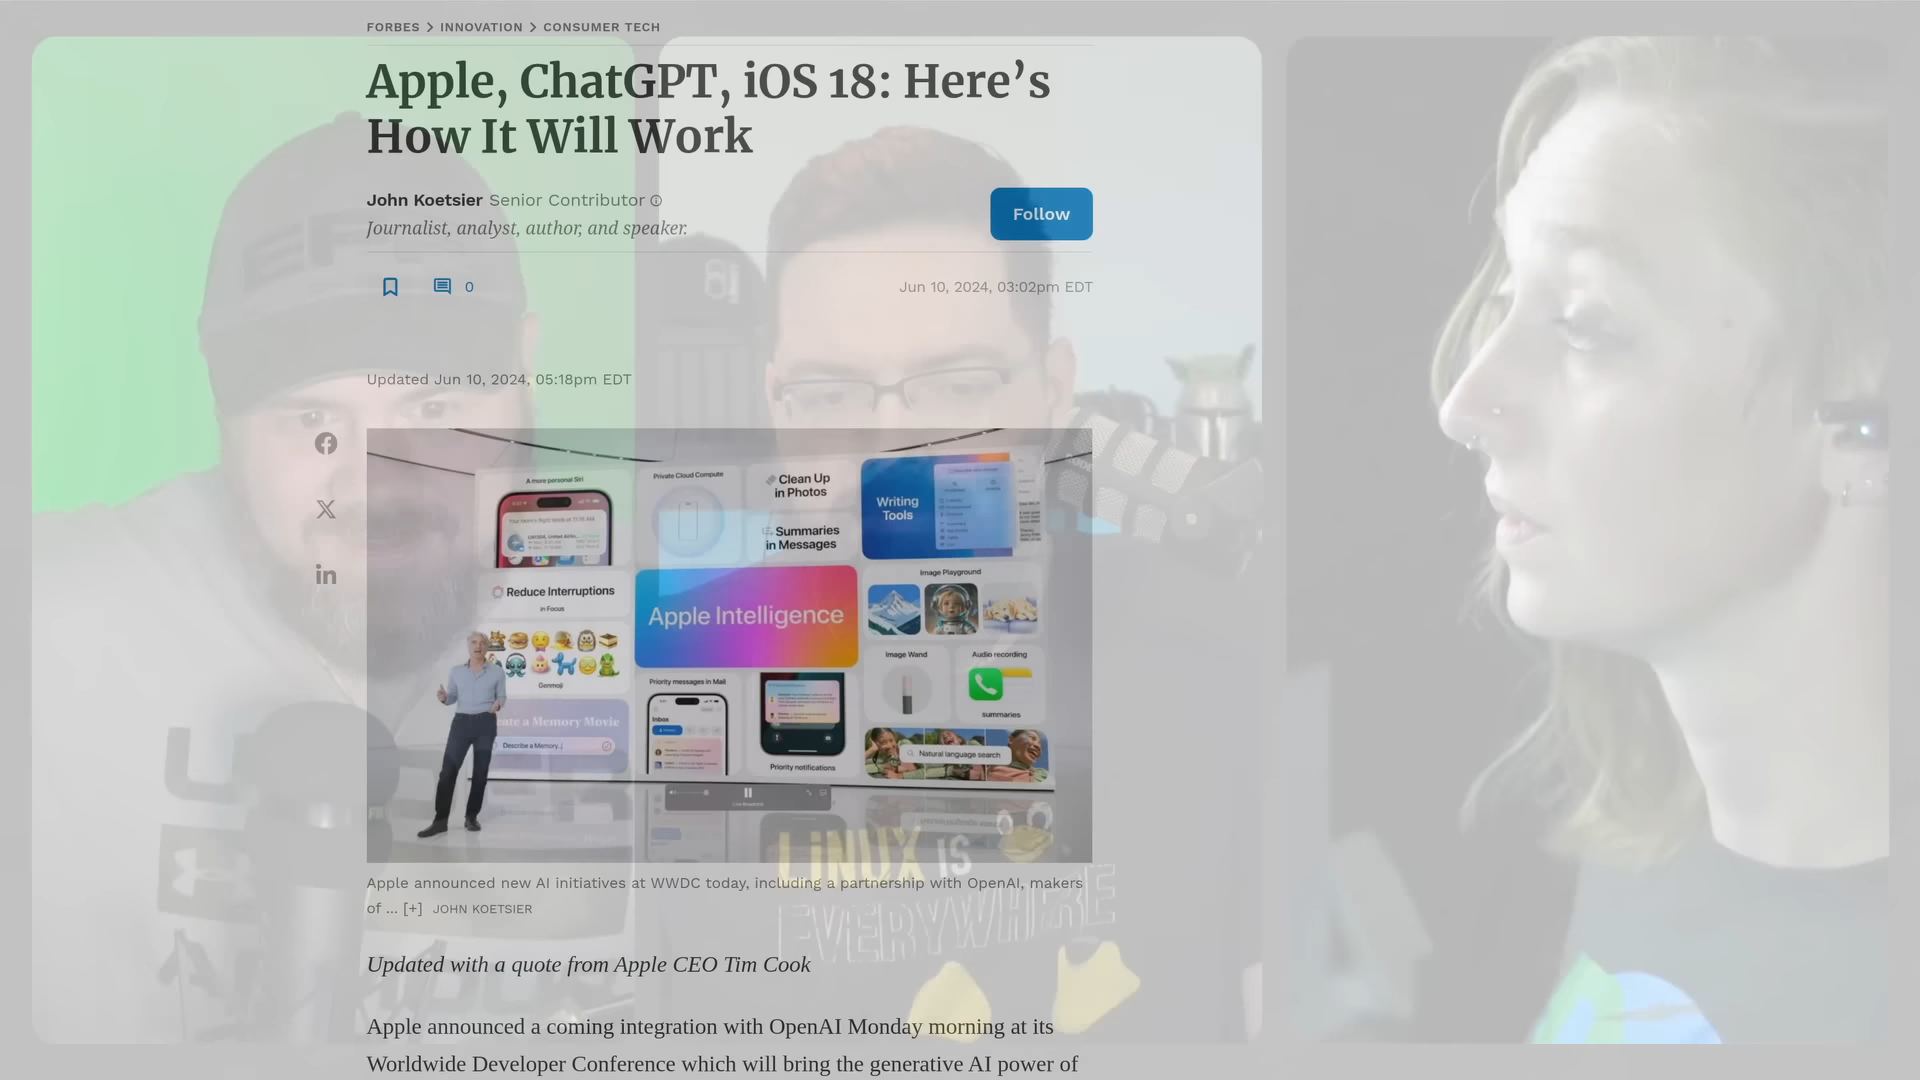 FORBES > INNOVATION > CONSUMER TECH
Apple, ChatGPT, iOS 18: Here’s
How It Will Work
John Koetsier Senior Contributor
Journalist, analyst, author, and speaker.
Follow
0
Jun 10, 2024, 03:02pm EDT
Updated Jun 10, 2024, 05:18pm EDT
A more personal Siri
Private Cloud Compute
Clean Up
in Photos
Summaries
in Messages
Writing
Tools
Reduce Interruptions
in Focus
Apple Intelligence
Image Playground
Genmoji
Image Wand
Audio recording
summaries
Priority messages in Mail
Inbox
Create a Memory Movie
Describe a Memory...
Priority notifications
Natural language search
LiNUX IS
EVERYWHERE
Apple announced new AI initiatives at WWDC today, including a partnership with OpenAI, makers
of ... [+] JOHN KOETSIER
Updated with a quote from Apple CEO Tim Cook
Apple announced a coming integration with OpenAI Monday morning at its
Worldwide Developer Conference which will bring the generative AI power of